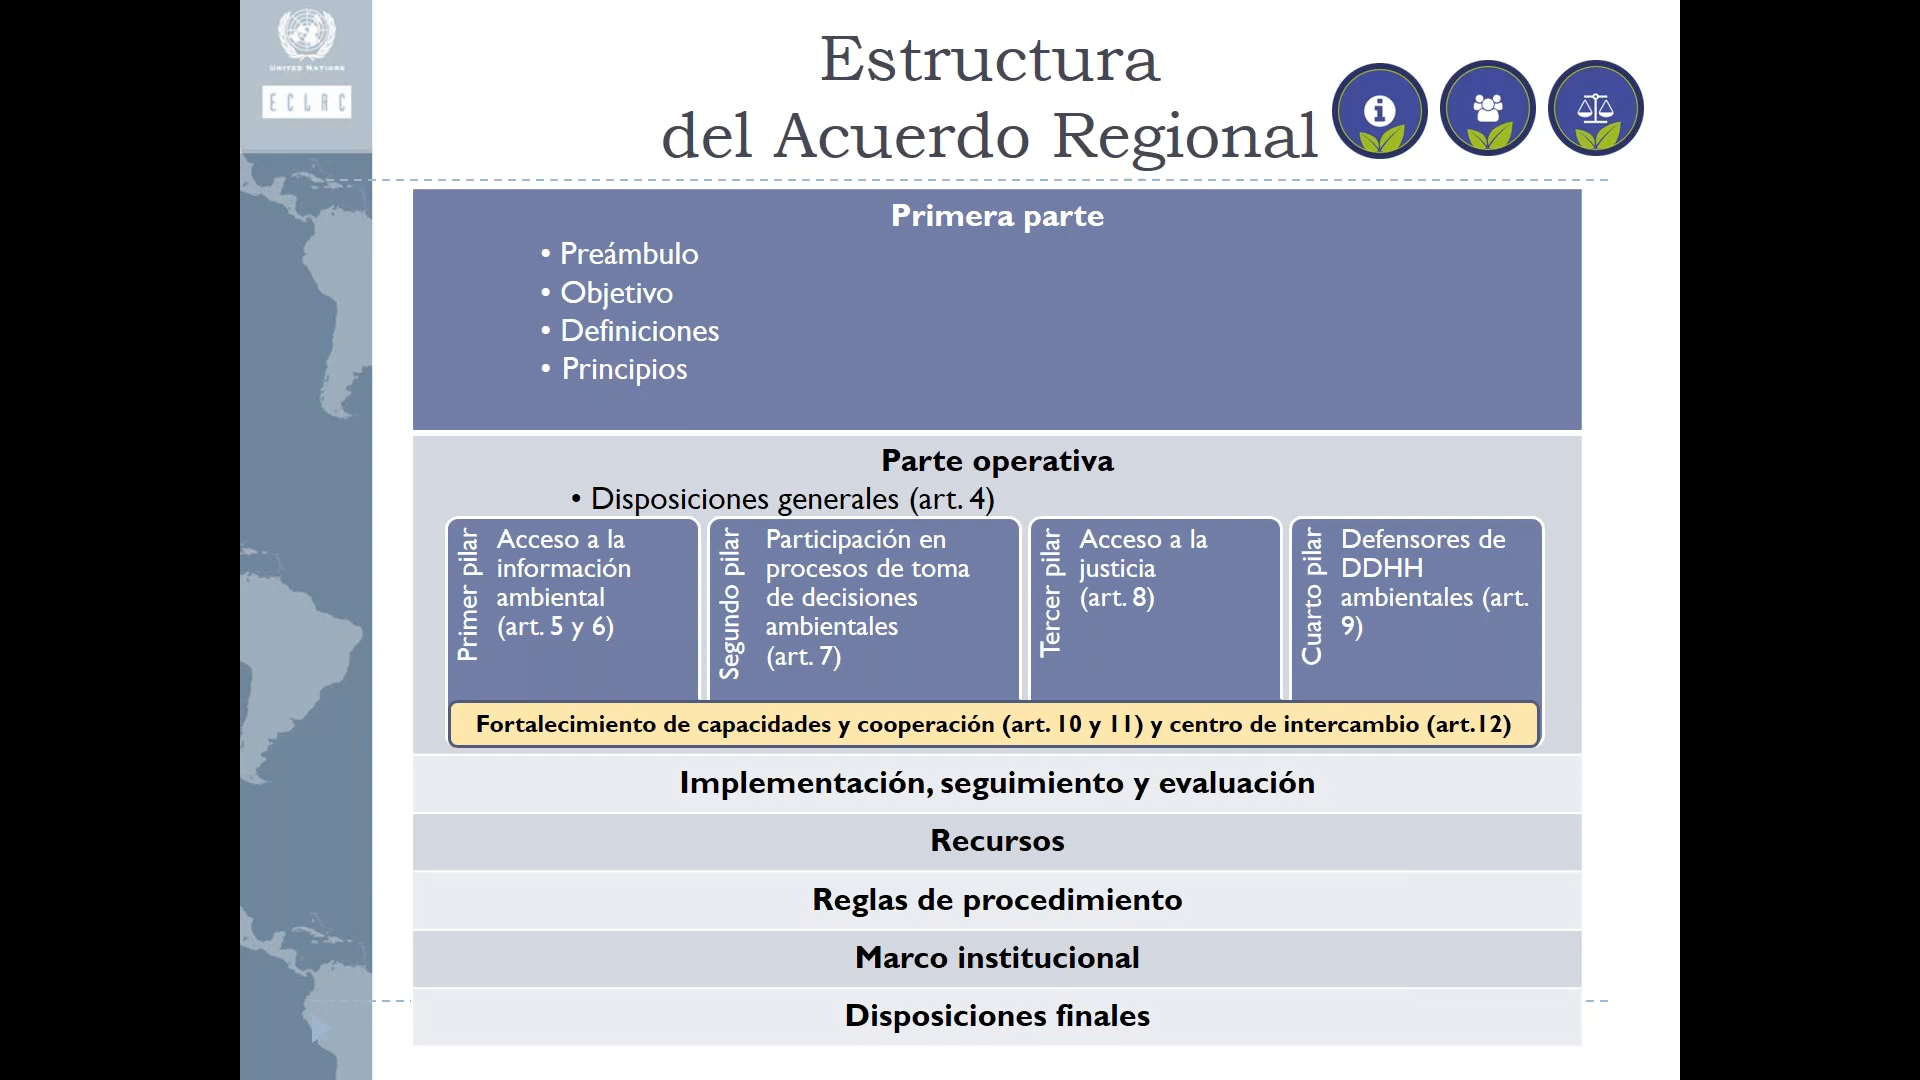 UNITED NATIONS
ECLAC
Estructura
del Acuerdo Regional
Primera parte
• Preámbulo
• Objetivo
• Definiciones
• Principios
Parte operativa
• Disposiciones generales (art. 4)
Primer pilar
Acceso a la
información
ambiental
(art. 5 y 6)
Segundo pilar
Participación en
procesos de toma
de decisiones
ambientales
(art. 7)
Tercer pilar
Acceso a la
justicia
(art. 8)
Cuarto pilar
Defensores de
DDHH
ambientales (art.
9)
Fortalecimiento de capacidades y cooperación (art. 10 y 11) y centro de intercambio (art.12)
Implementación, seguimiento y evaluación
Recursos
Reglas de procedimiento
Marco institucional
Disposiciones finales